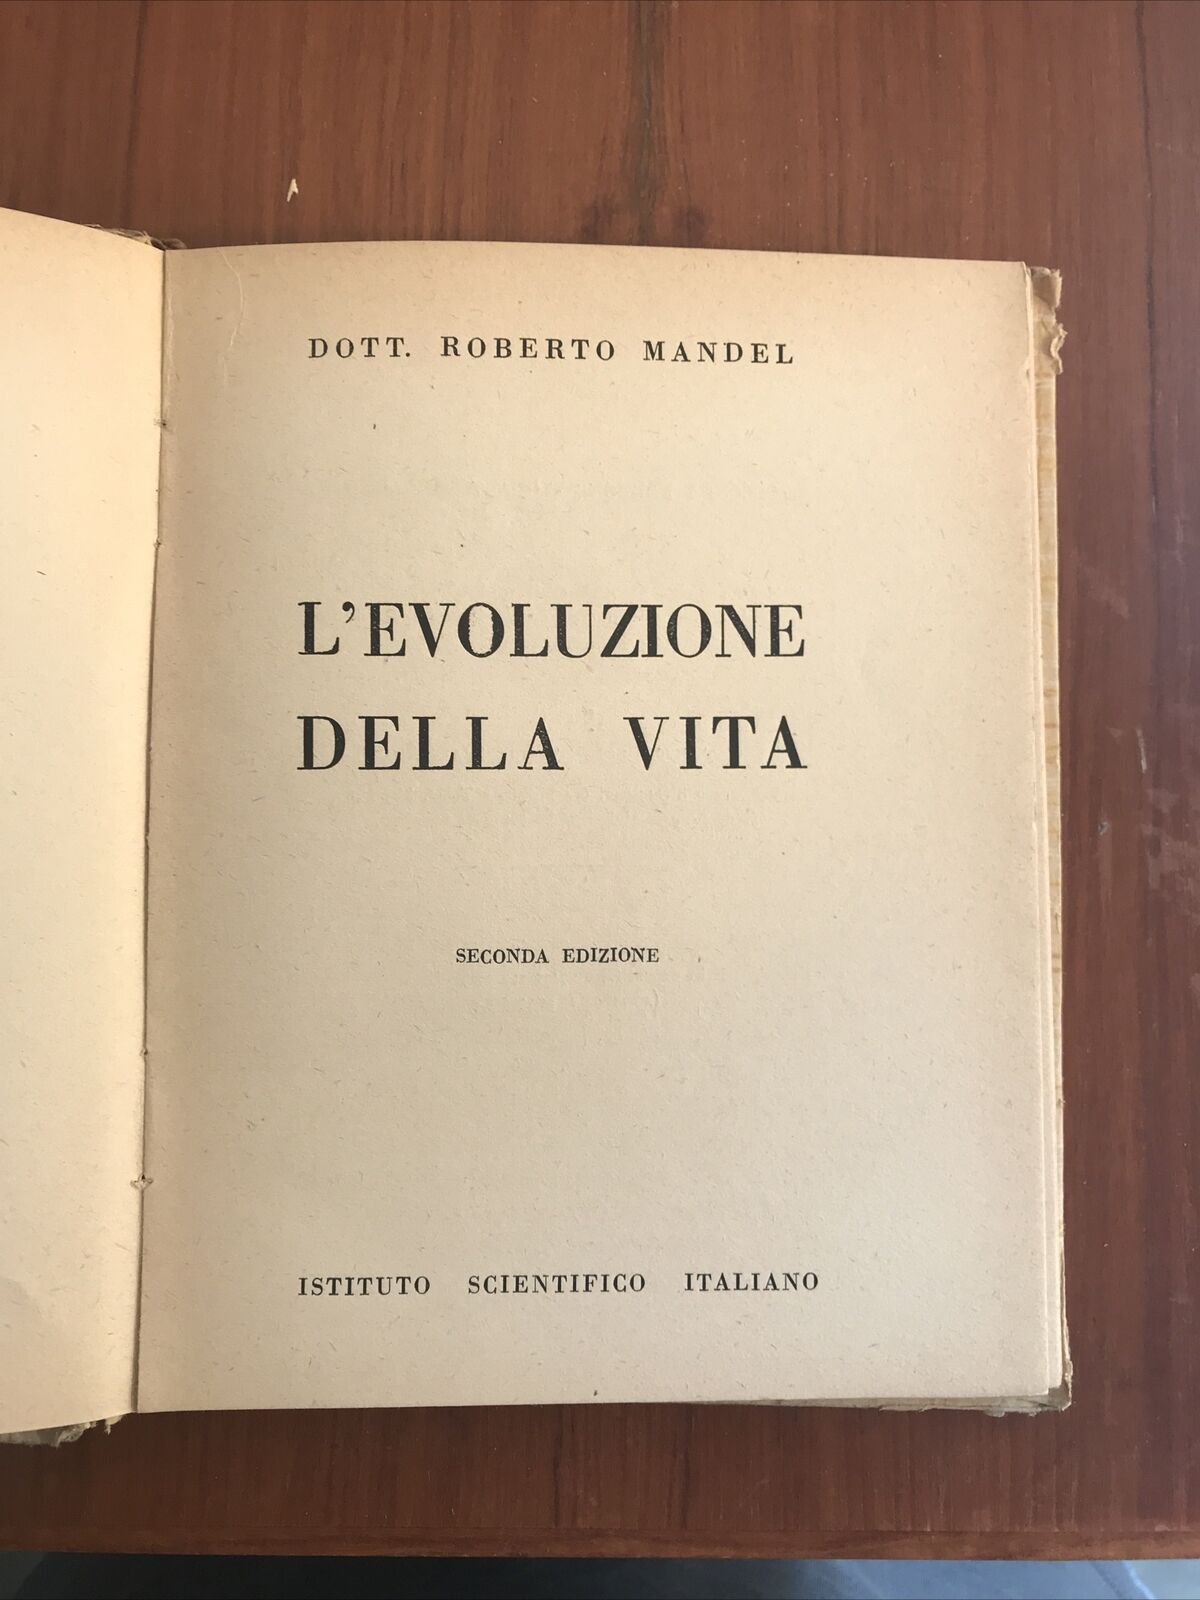 DOTT. ROBERTO MANDEL
L'EVOLUZIONE
DELLA VITA
SECONDA EDIZIONE
ISTITUTO SCIENTIFICO ITALIANO